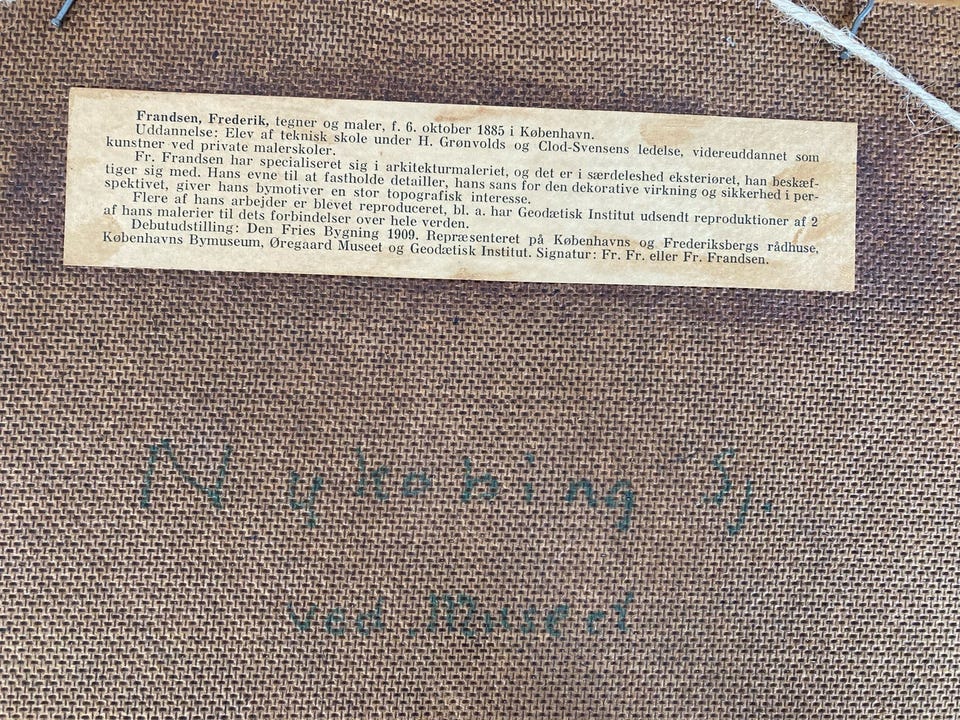 Frandsen, Frederik, tegner og maler, f. 6. oktober 1885 i København.
Uddannelse: Elev af teknisk skole under H. Grønvolds og Clod-Svensens ledelse, videreuddannet som
kunstner ved private malerskoler.
Fr. Frandsen har specialiseret sig i arkitekturmaleriet, og det er i særdeleshed eksteriøret, han beskæf-
tiger sig med. Hans evne til at fastholde detailler, hans sans for den dekorative virkning og sikkerhed i per-
spektivet, giver hans bymotiver en stor topografisk interesse.
Flere af hans arbejder er blevet reproduceret, bl. a. har Geodætisk Institut udsendt reproduktioner af 2
af hans malerier til dets forbindelser over hele verden.
Debutudstilling: Den Fries Bygning 1909. Repræsenteret på Københavns og Frederiksbergs rådhuse,
Københavns Bymuseum, Øregaard Museet og Geodætisk Institut. Signatur: Fr. Fr. eller Fr. Frandsen.
Nykobing Sj.
ved Museet